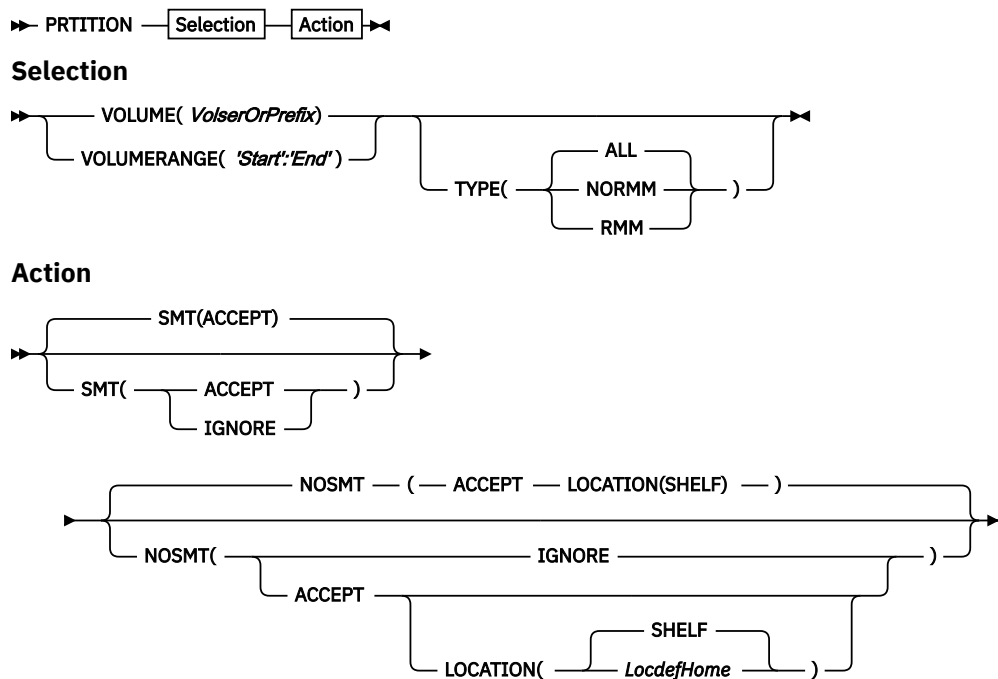 PRTITION Selection Action
Selection
VOLUME( VolserOrPrefix)
VOLUMERANGE( 'Start':'End' )
ALL
TYPE( NORMM )
RMM
Action
SMT(ACCEPT)
SMT( ACCEPT )
IGNORE
NOSMT ( ACCEPT LOCATION(SHELF) )
NOSMT( IGNORE )
ACCEPT
SHELF
LOCATION( LocdefHome )